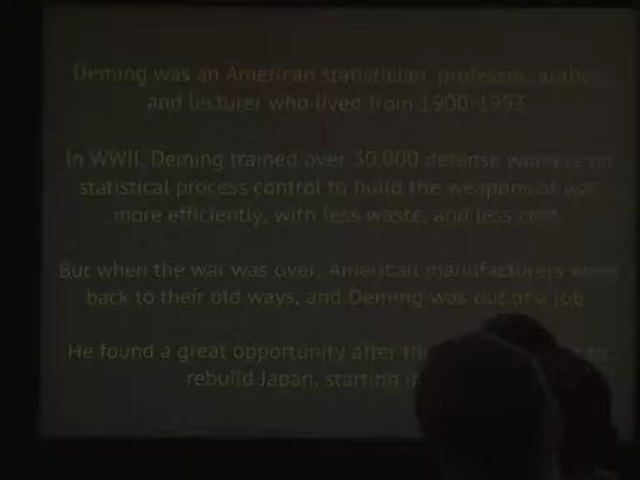 Deming was an American statistician, professor, author,
and lecturer who lived from 1900-1993.
In WWII, Deming trained over 30,000 defense workers on
statistical process control to build the weapons of war
more efficiently, with less waste, and less cost.
But when the war was over, American manufacturers went
back to their old ways, and Deming was out of a job.
He found a great opportunity after the to
rebuild Japan, starting in